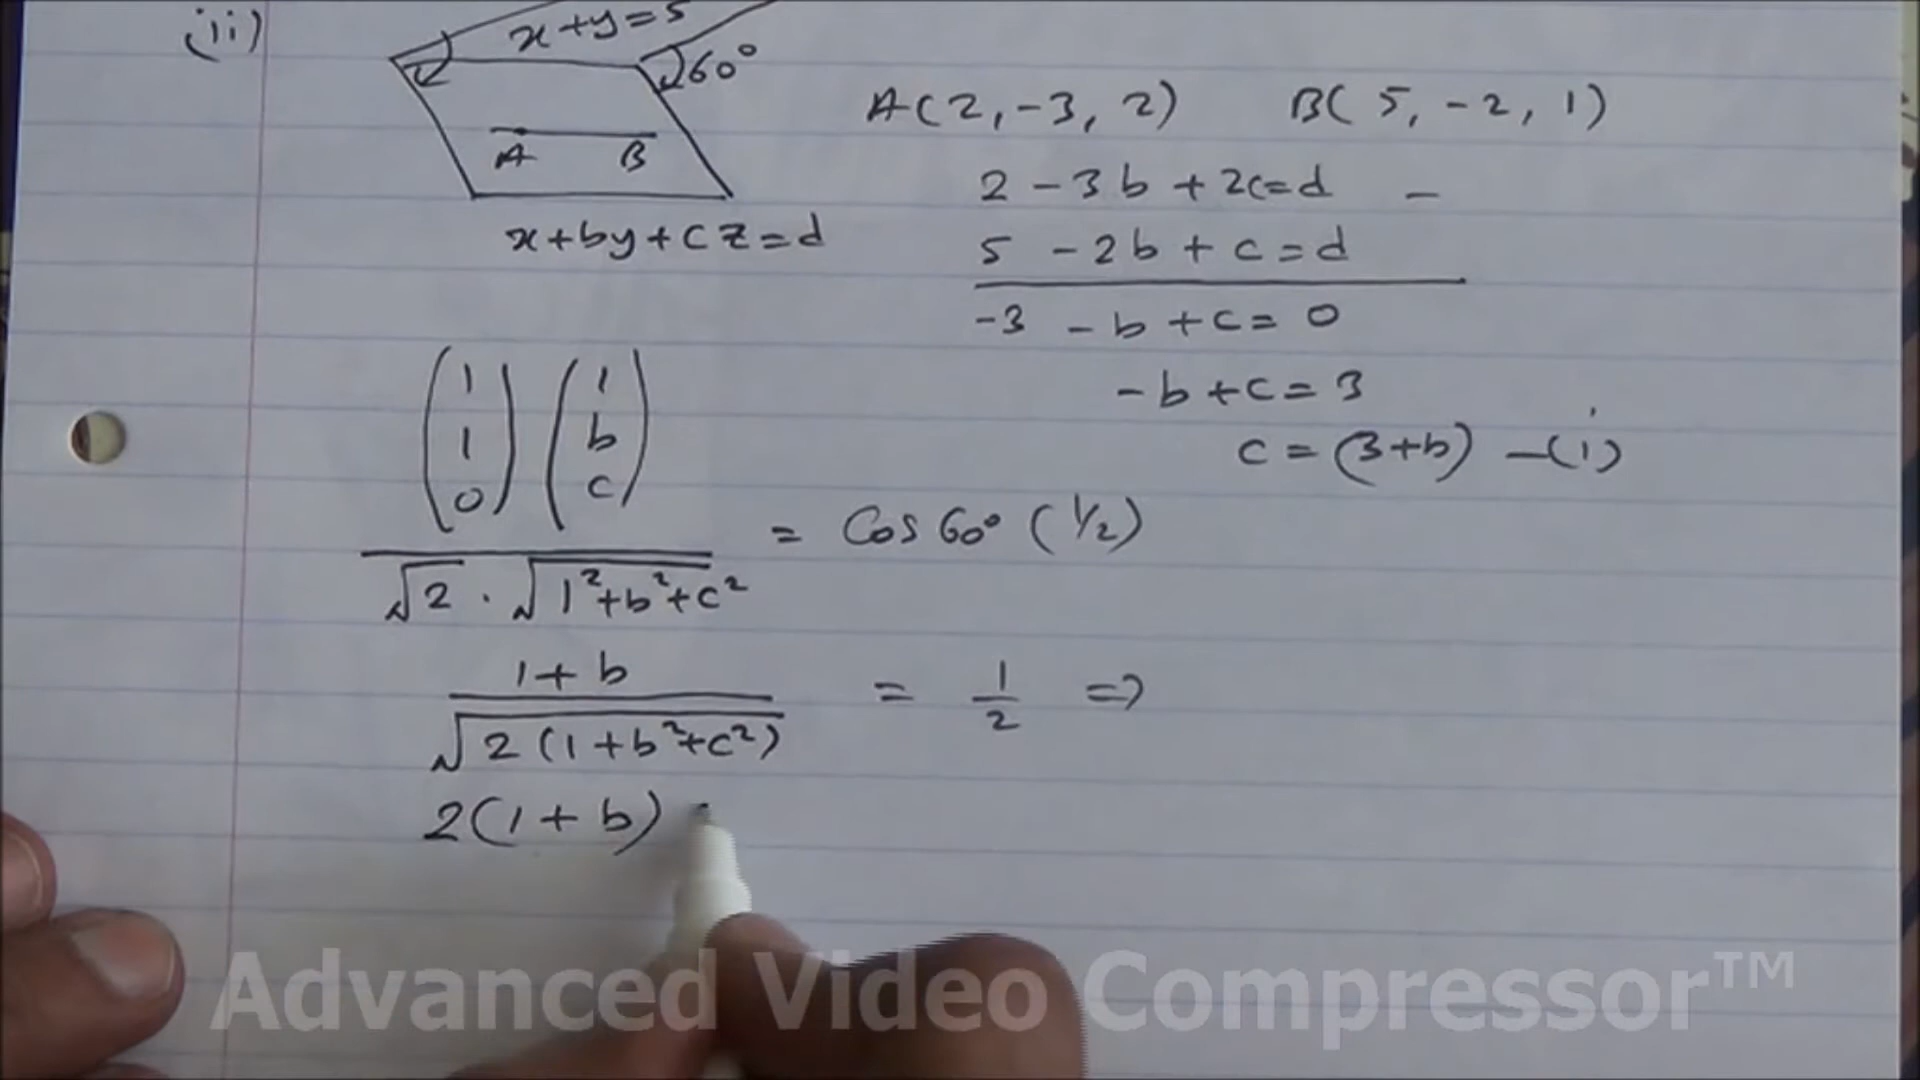 (ii)
x+y=5
60°
A B
x+by+cz=d
A(2,-3, 2) B( 5, -2, 1)
2 -3b +2c=d -
5 -2b + c =d
-3 -b +c= 0
-b +c= 3
c = (3+b) -(i)
(1 1 0) (1 b c)
√2 . √1²+b²+c² = Cos 60° (1/2)
1+ b
√2 (1+b²+c²) = 1/2 =>
2(1+ b)
Advanced Video Compressor™